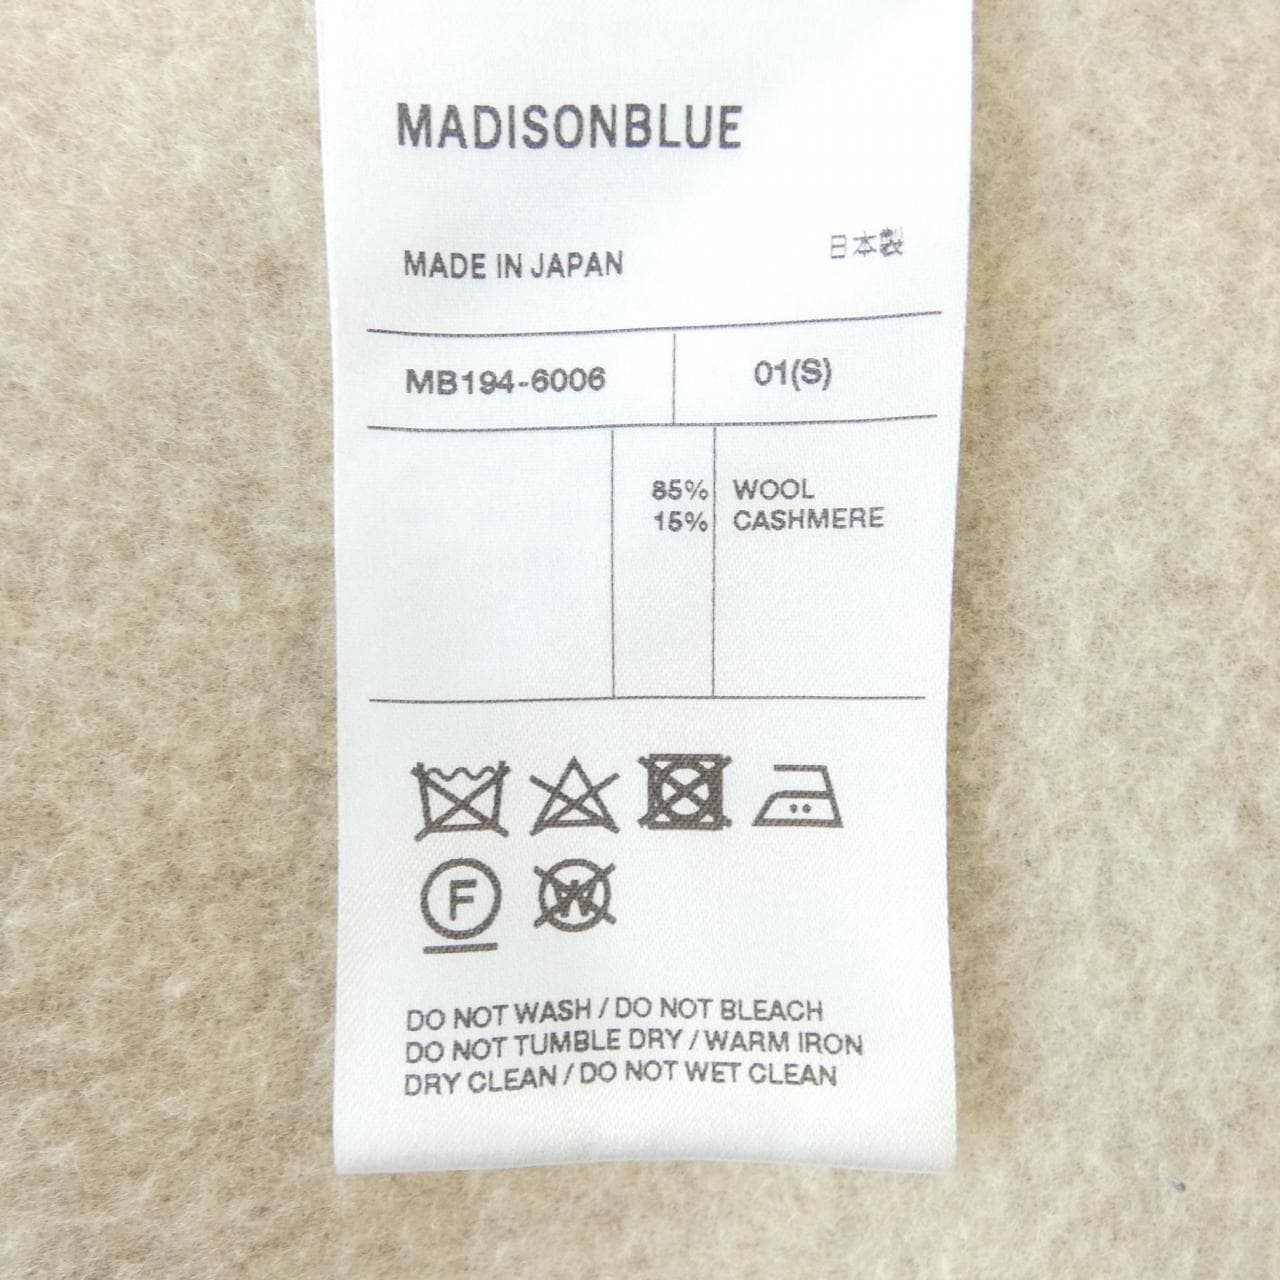 MADISONBLUE
MADE IN JAPAN 日本製
MB194-6006 01(S)
85% WOOL
15% CASHMERE
F W
DO NOT WASH / DO NOT BLEACH
DO NOT TUMBLE DRY / WARM IRON
DRY CLEAN / DO NOT WET CLEAN